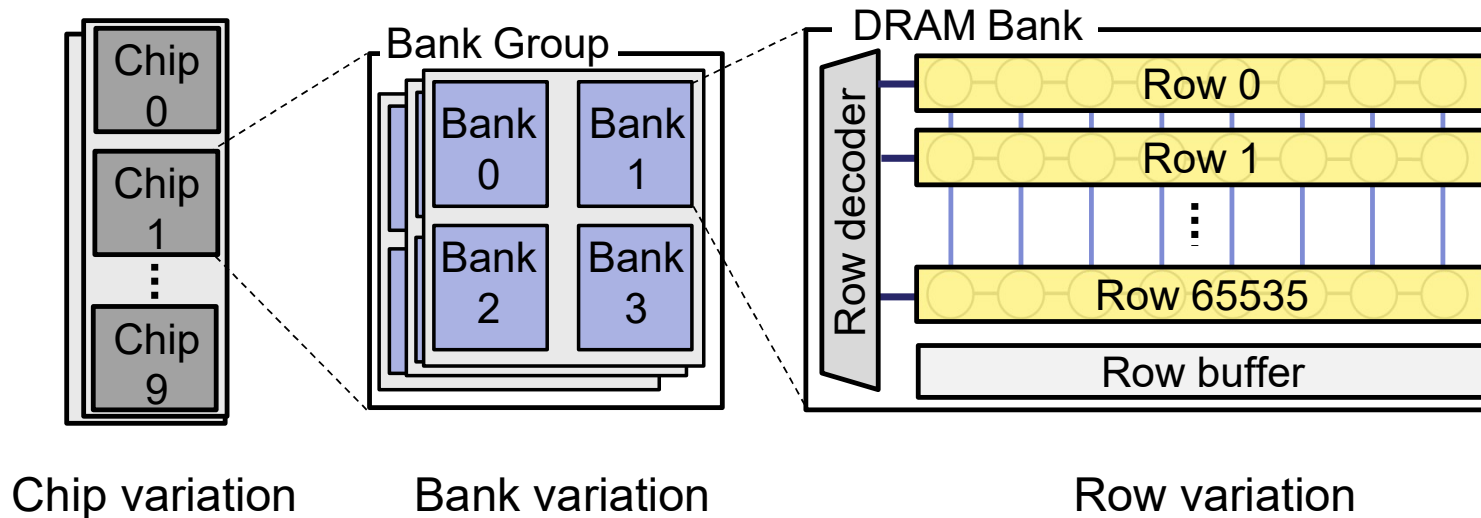 Chip
0
Chip
1
⋮
Chip
9
Chip variation
Bank Group
Bank
0
Bank
1
Bank
2
Bank
3
Bank variation
DRAM Bank
Row decoder
Row 0
Row 1
⋮
Row 65535
Row buffer
Row variation